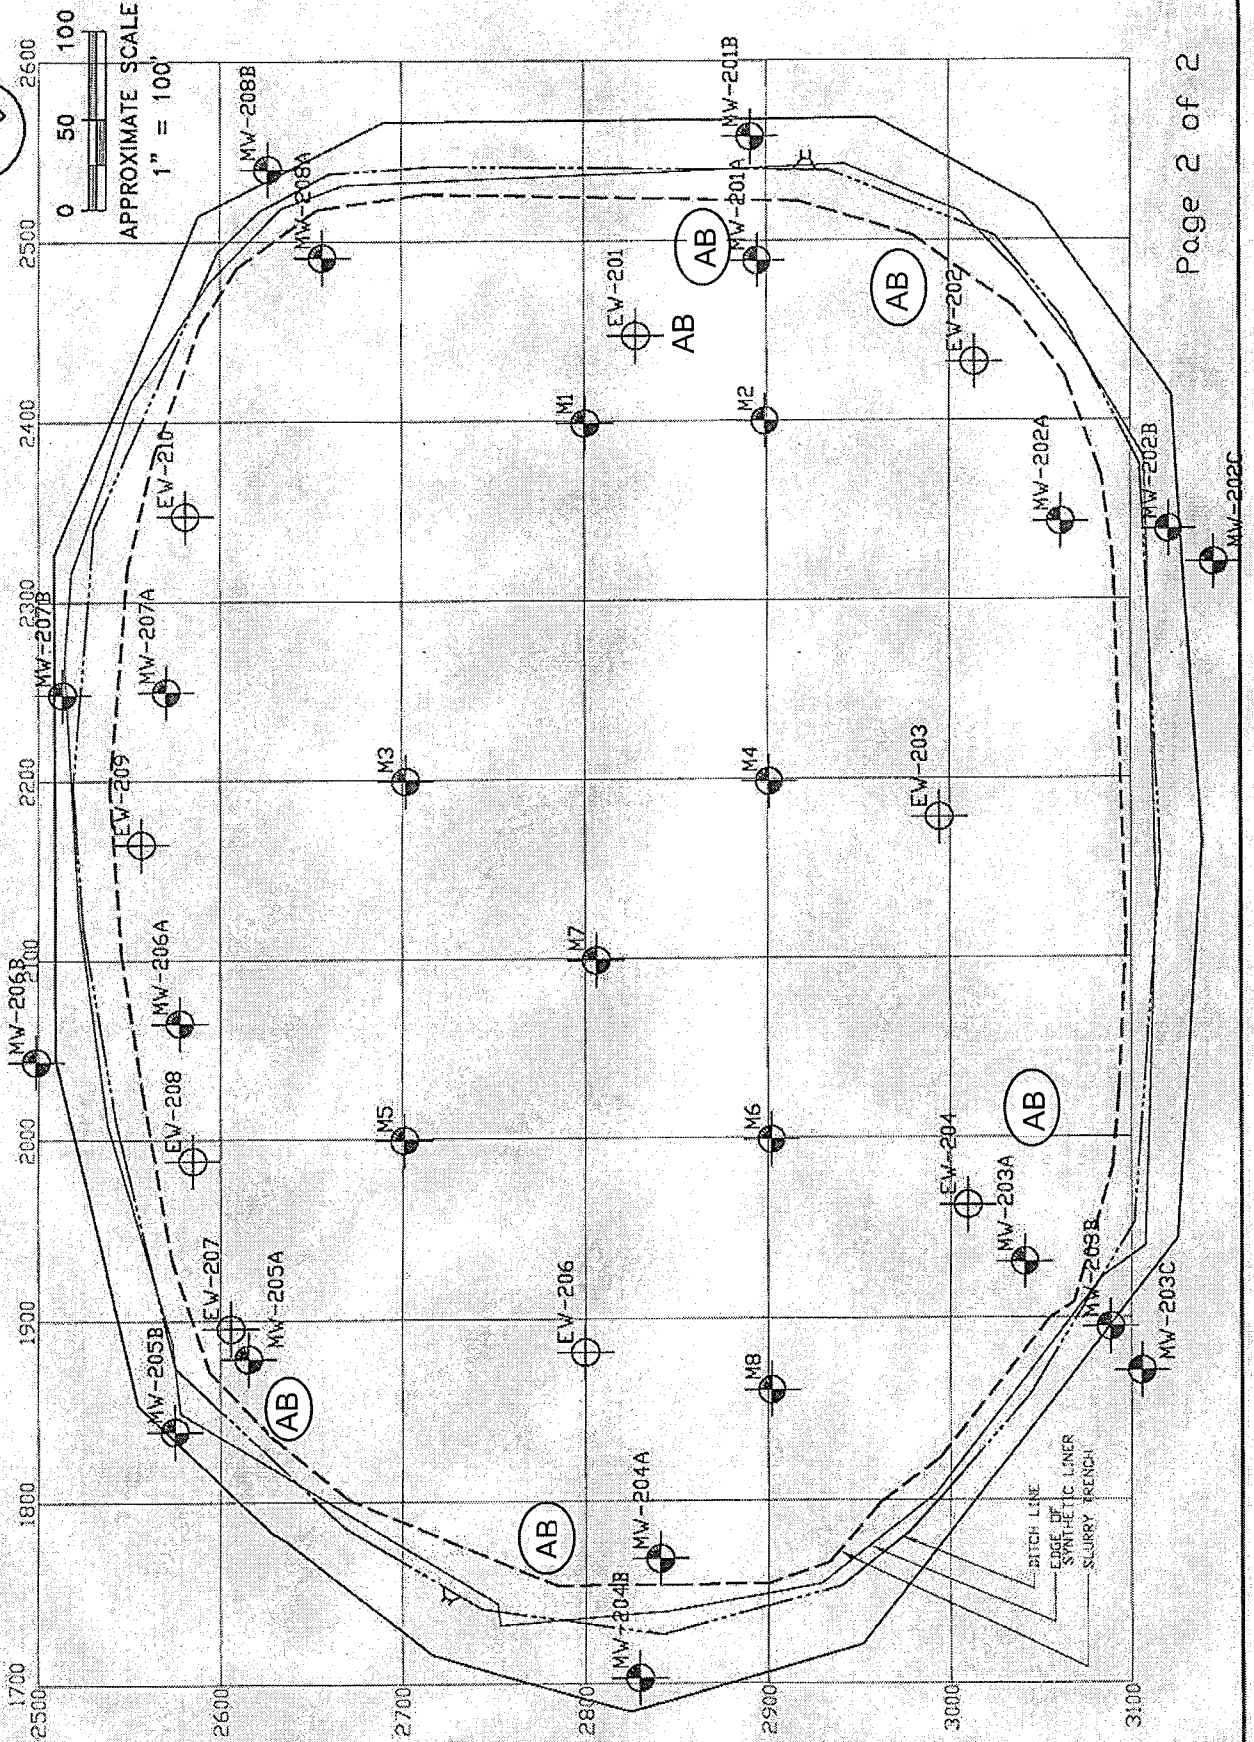 0 50 100
APPROXIMATE SCALE
1" = 100'
1700 1800 1900 2000 2100 2200 2300 2400 2500 2600
2500
2600
2700
2800
2900
3000
3100
MW-206B
MW-207B
MW-205B
EW-207
MW-205A
EW-208
MW-206A
EW-209
MW-207A
EW-210
MW-208B
MW-208A
AB
M5
M3
M1
EW-201
AB
AB
MW-201A
MW-201B
AB
MW-204B
MW-204A
EW-206
M7
M8
M6
M4
M2
AB
EW-202
EW-204
MW-203A
AB
EW-203
MW-202A
MW-203B
MW-203C
MW-202B
MW-202C
DITCH LINE
EDGE OF
SYNTHETIC LINER
SLURRY TRENCH
Page 2 of 2